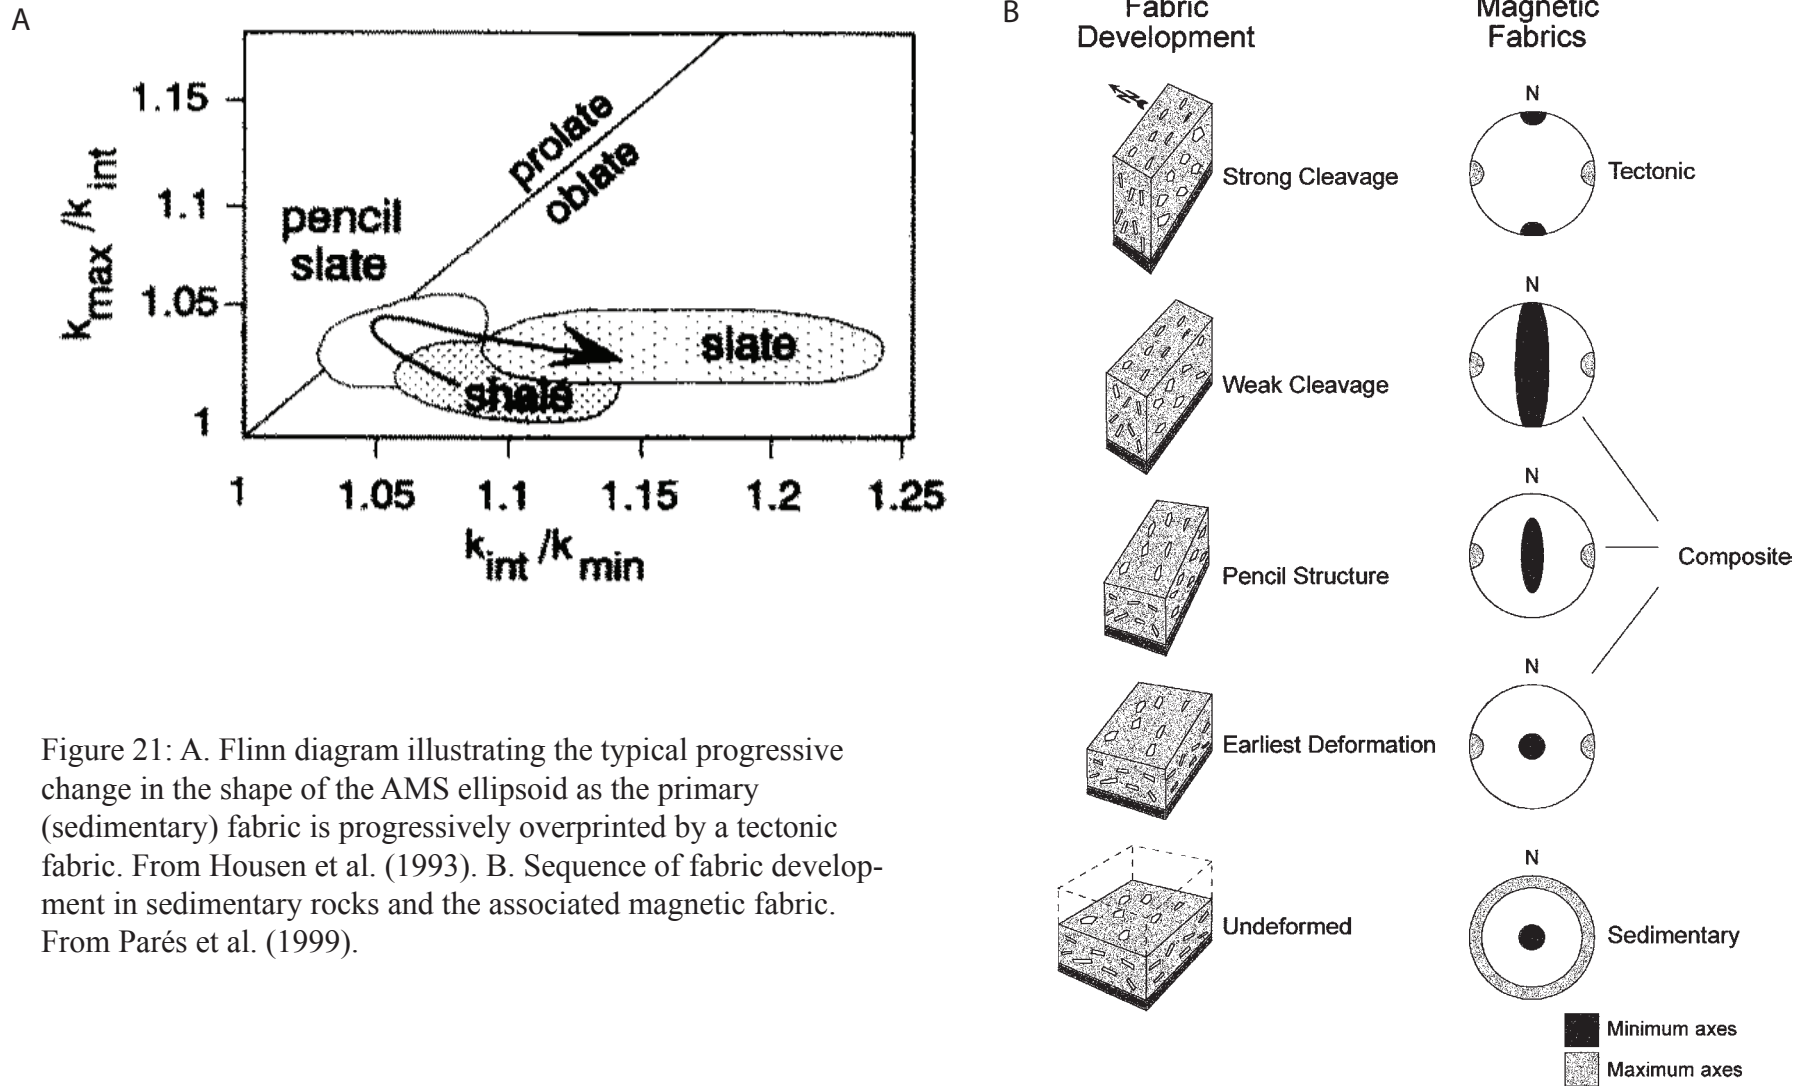 A
1.15
1.1
1.05
1
kmax /kint
prolate
oblate
pencil
slate
slate
shale
1
1.05
1.1
1.15
1.2
1.25
kint /kmin
Figure 21: A. Flinn diagram illustrating the typical progressive
change in the shape of the AMS ellipsoid as the primary
(sedimentary) fabric is progressively overprinted by a tectonic
fabric. From Housen et al. (1993). B. Sequence of fabric develop-
ment in sedimentary rocks and the associated magnetic fabric.
From Parés et al. (1999).
B
Fabric
Development
Magnetic
Fabrics
N
N
Strong Cleavage
Tectonic
N
Weak Cleavage
N
Pencil Structure
Composite
N
Earliest Deformation
N
Undeformed
Sedimentary
Minimum axes
Maximum axes